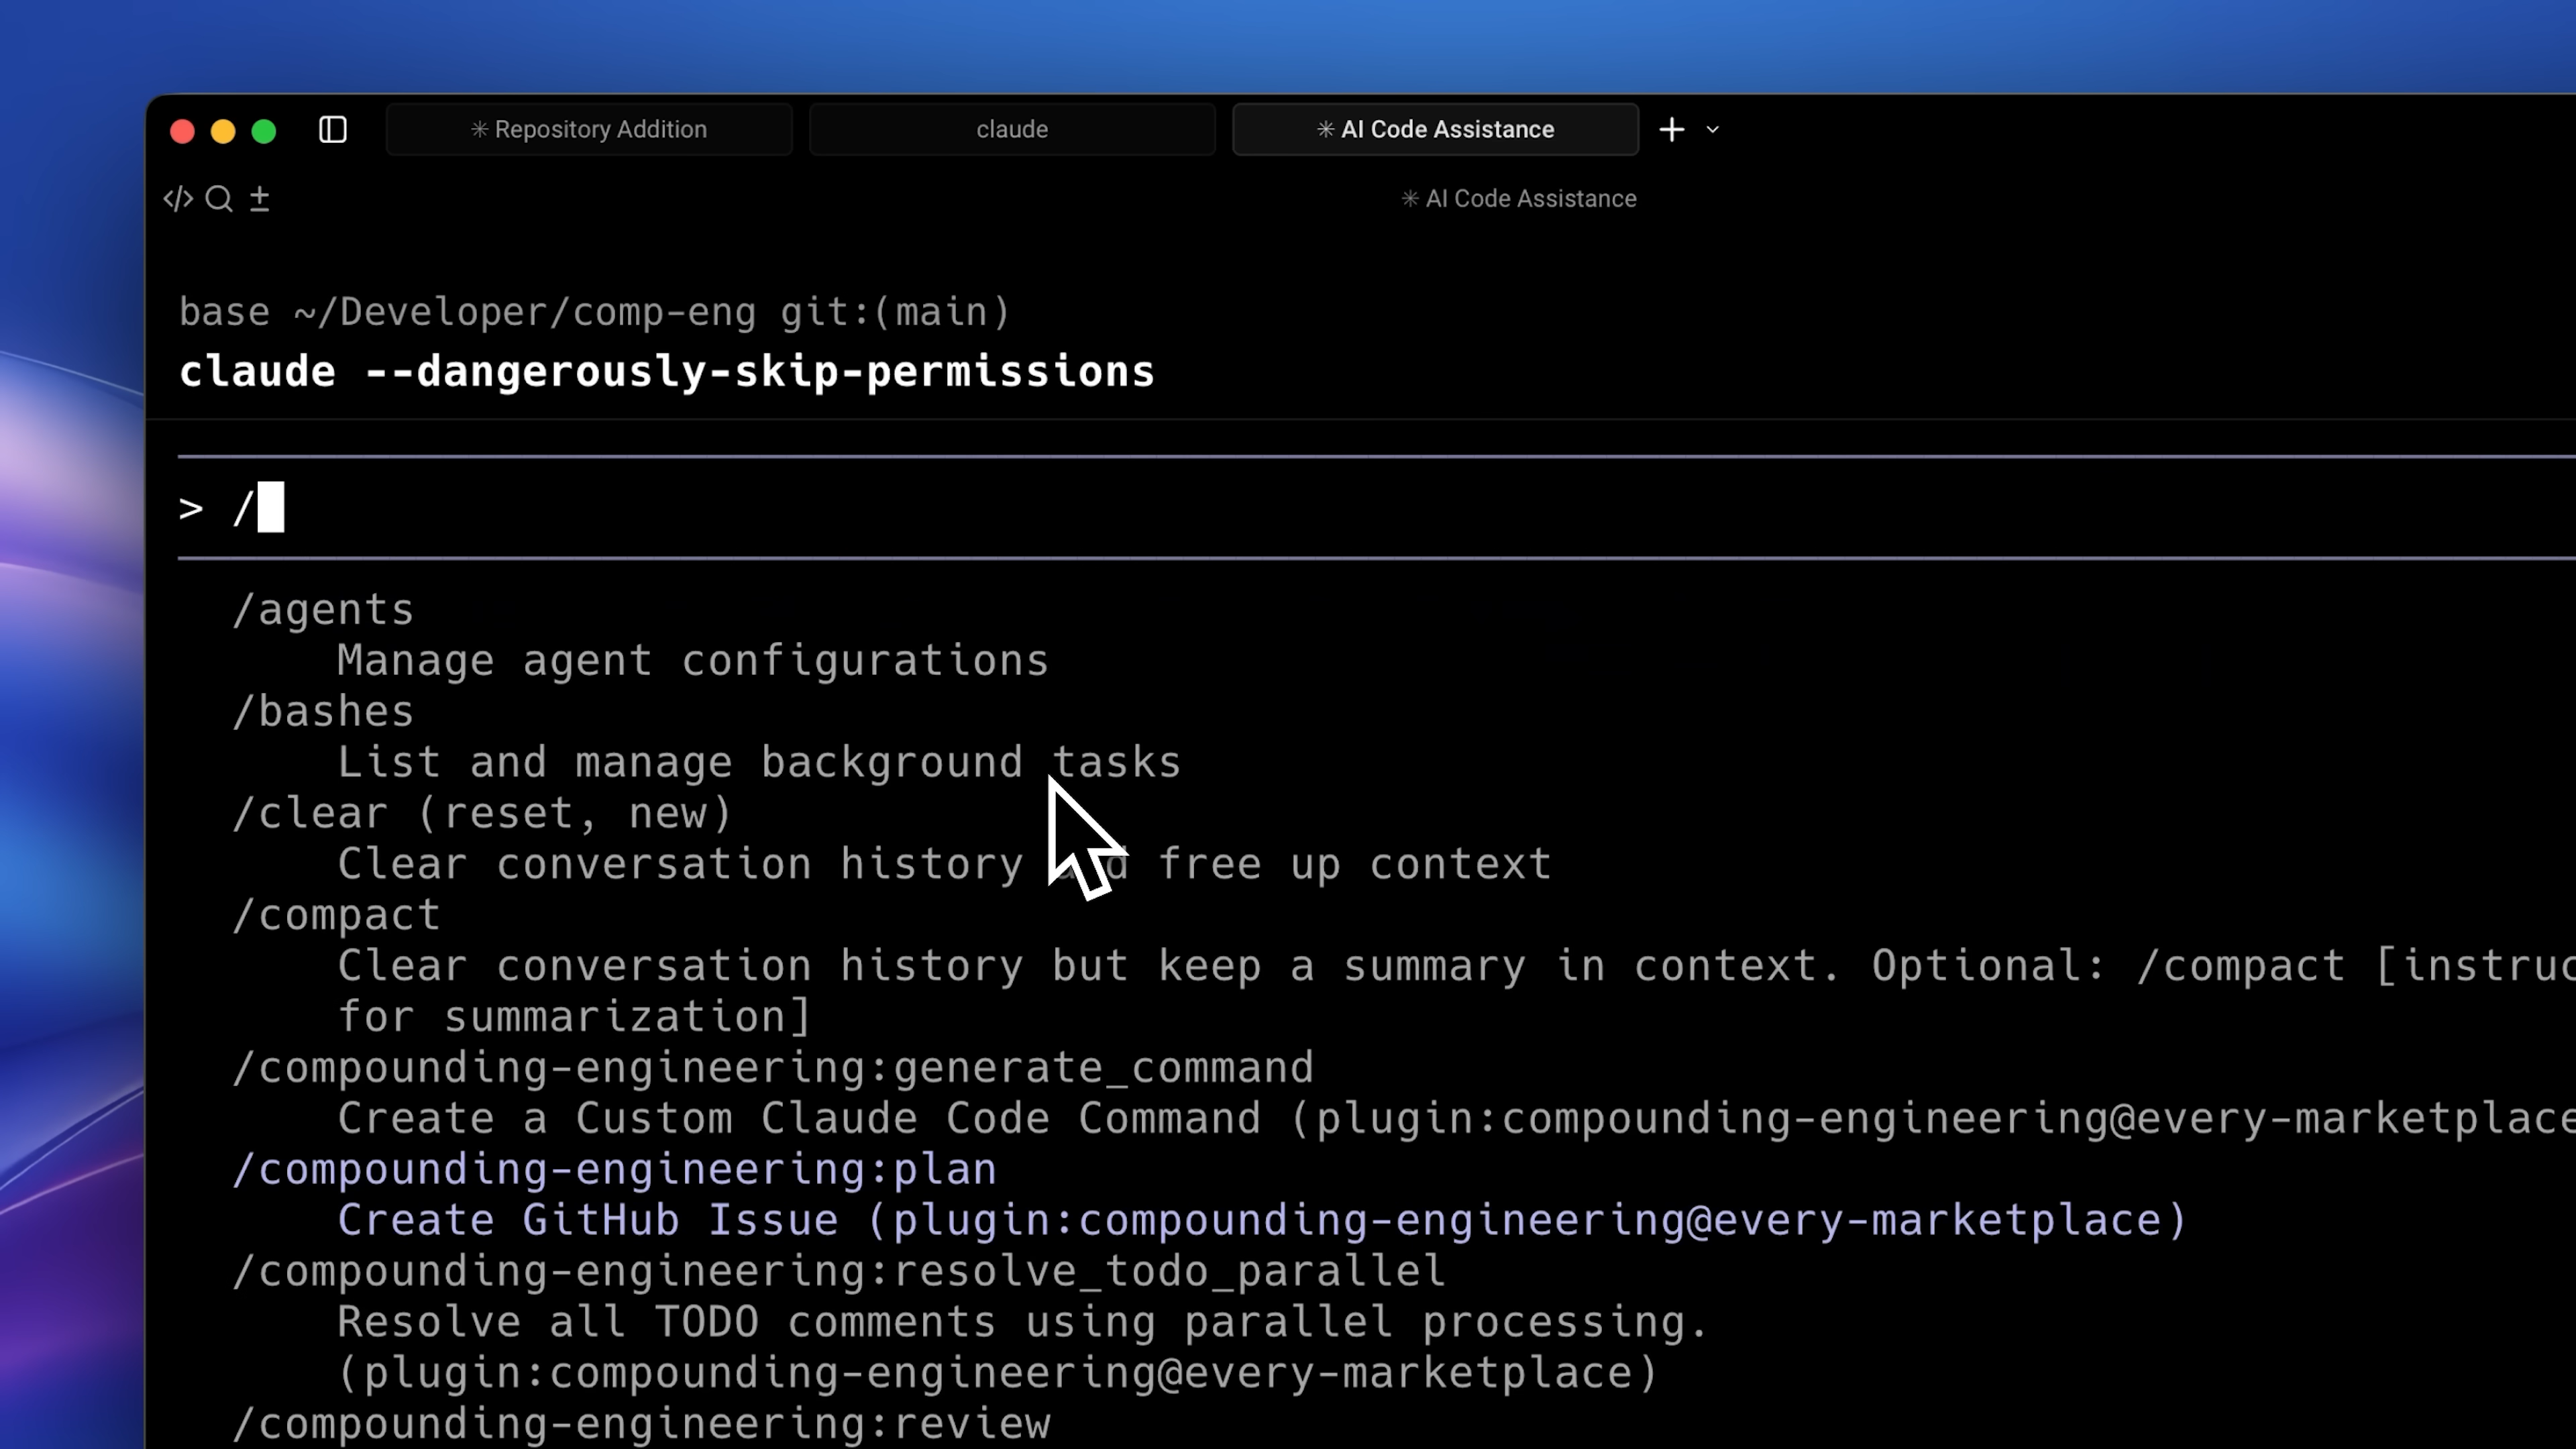 ✳ Repository Addition
claude
✳ AI Code Assistance
✳ AI Code Assistance
base ~/Developer/comp-eng git:(main)
claude --dangerously-skip-permissions
> /
/agents
Manage agent configurations
/bashes
List and manage background tasks
/clear (reset, new)
Clear conversation history and free up context
/compact
Clear conversation history but keep a summary in context. Optional: /compact [instruc
for summarization]
/compounding-engineering:generate_command
Create a Custom Claude Code Command (plugin:compounding-engineering@every-marketplace
/compounding-engineering:plan
Create GitHub Issue (plugin:compounding-engineering@every-marketplace)
/compounding-engineering:resolve_todo_parallel
Resolve all TODO comments using parallel processing.
(plugin:compounding-engineering@every-marketplace)
/compounding-engineering:review